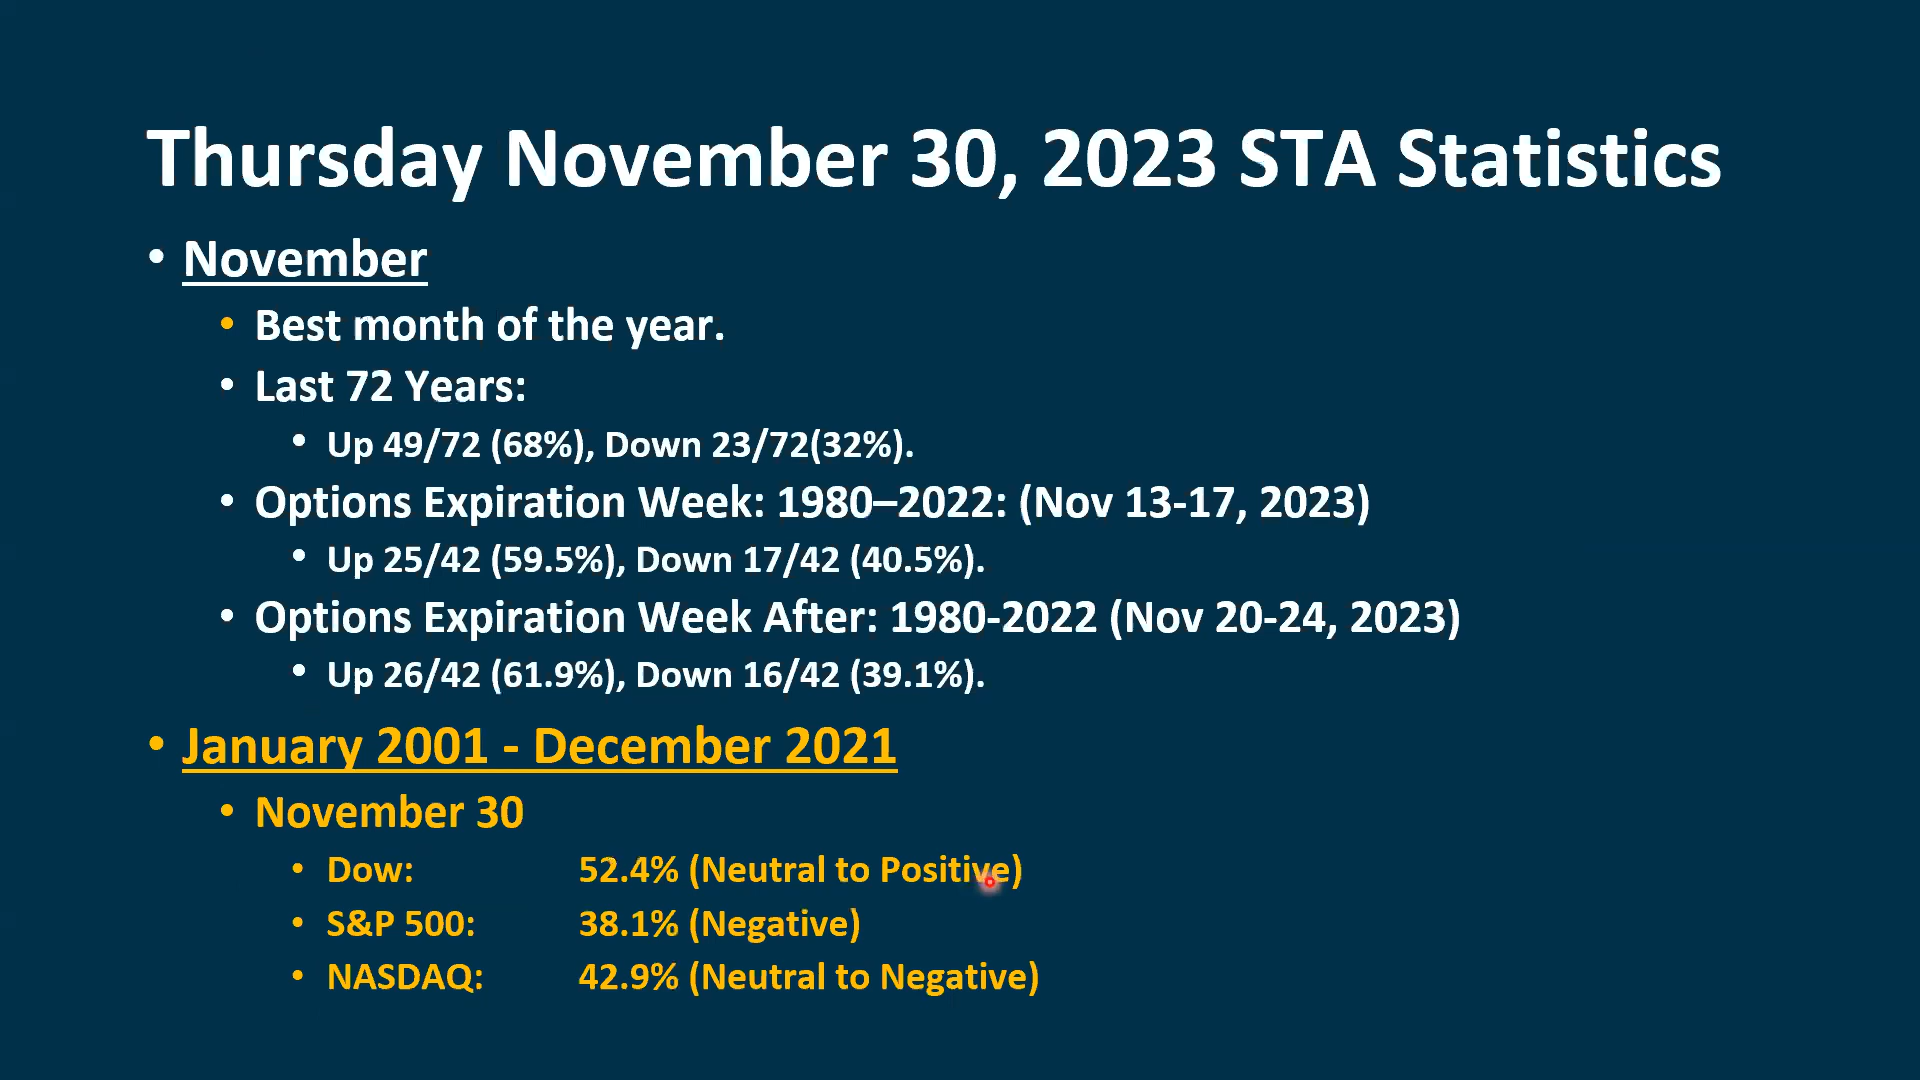 Thursday November 30, 2023 STA Statistics
• November
• Best month of the year.
• Last 72 Years:
• Up 49/72 (68%), Down 23/72(32%).
• Options Expiration Week: 1980–2022: (Nov 13-17, 2023)
• Up 25/42 (59.5%), Down 17/42 (40.5%).
• Options Expiration Week After: 1980-2022 (Nov 20-24, 2023)
• Up 26/42 (61.9%), Down 16/42 (39.1%).
• January 2001 - December 2021
• November 30
• Dow: 52.4% (Neutral to Positive)
• S&P 500: 38.1% (Negative)
• NASDAQ: 42.9% (Neutral to Negative)